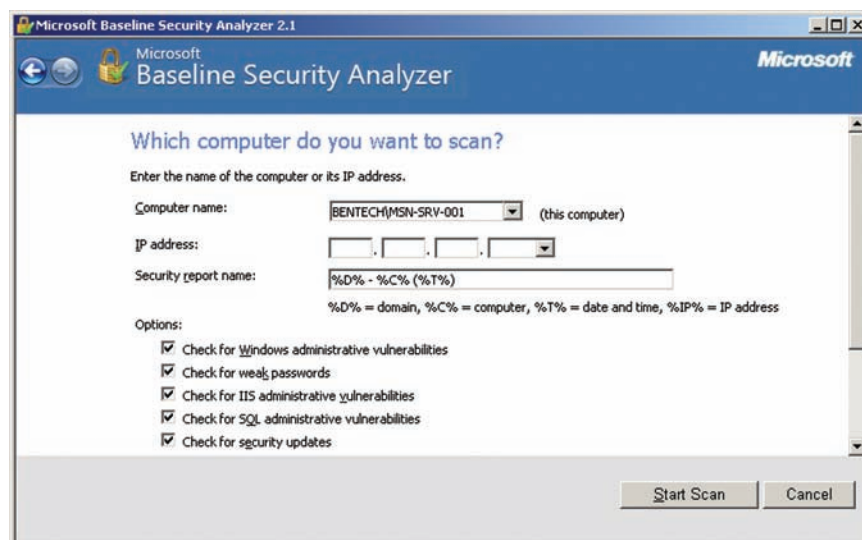 Microsoft Baseline Security Analyzer 2.1
Microsoft
Baseline Security Analyzer
Microsoft
Which computer do you want to scan?
Enter the name of the computer or its IP address.
Computer name:
BENTECH\MSN-SRV-001
(this computer)
IP address:
. . .
Security report name:
%D% - %C% (%T%)
%D% = domain, %C% = computer, %T% = date and time, %IP% = IP address
Options:
Check for Windows administrative vulnerabilities
Check for weak passwords
Check for IIS administrative vulnerabilities
Check for SQL administrative vulnerabilities
Check for security updates
Start Scan
Cancel